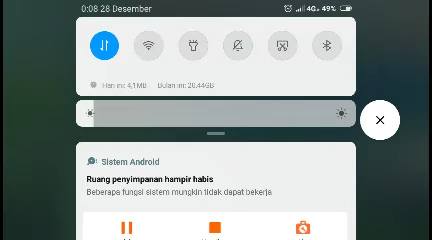 0:08 28 Desember 4G 49%
Hari ini: 4,1MB Bulan ini: 20.44GB
Sistem Android
Ruang penyimpanan hampir habis
Beberapa fungsi sistem mungkin tidak dapat bekerja